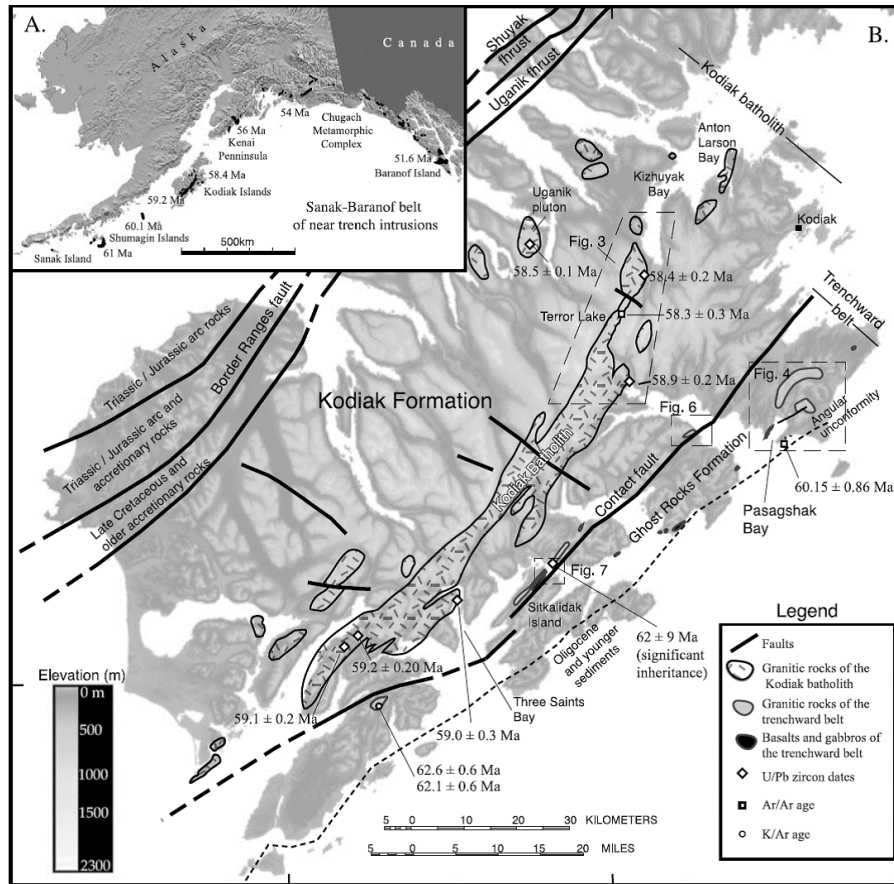 A.
Alaska
Canada
54 Ma
56 Ma
Kenai
Penninsula
Chugach
Metamorphic
Complex
51.6 Ma
Baranof Island
58.4 Ma
59.2 Ma
Kodiak Islands
60.1 Ma
Shumagin Islands
Sanak Island
61 Ma
Sanak-Baranof belt
of near trench intrusions
500km
B.
Shuyak
fhrust
Uganik fhrust
Kodiak batholith
Anton
Larson
Bay
Kizhuyak
Bay
Uganik
pluton
Kodiak
Fig. 3
58.5 ± 0.1 Ma
58.4 ± 0.2 Ma
Terror Lake
58.3 ± 0.3 Ma
Trenchward
belt
58.9 ± 0.2 Ma
Fig. 4
Fig. 6
Angular
unconformity
Triassic / Jurassic arc rocks
Border Ranges fault
Triassic / Jurassic arc and
accretionary rocks
Late Cretaceous and
older accretionary rocks
Kodiak Formation
Kodiak Batholith
Contact fault
Ghost Rocks Formation
60.15 ± 0.86 Ma
Pasagshak
Bay
Fig. 7
Sitkalidak
Island
Oligocene
and younger
sediments
62 ± 9 Ma
(significant
inheritance)
59.2 ± 0.20 Ma
59.1 ± 0.2 Ma
Three Saints
Bay
59.0 ± 0.3 Ma
62.6 ± 0.6 Ma
62.1 ± 0.6 Ma
Elevation (m)
0 m
500
1000
1500
2300
5 0 5 10 15 20 25 30 KILOMETERS
5 0 5 10 15 20 MILES
Legend
Faults
Granitic rocks of the
Kodiak batholith
Granitic rocks of
the trenchward belt
Basalts and gabbros
of the trenchward belt
U/Pb zircon dates
Ar/Ar age
K/Ar age